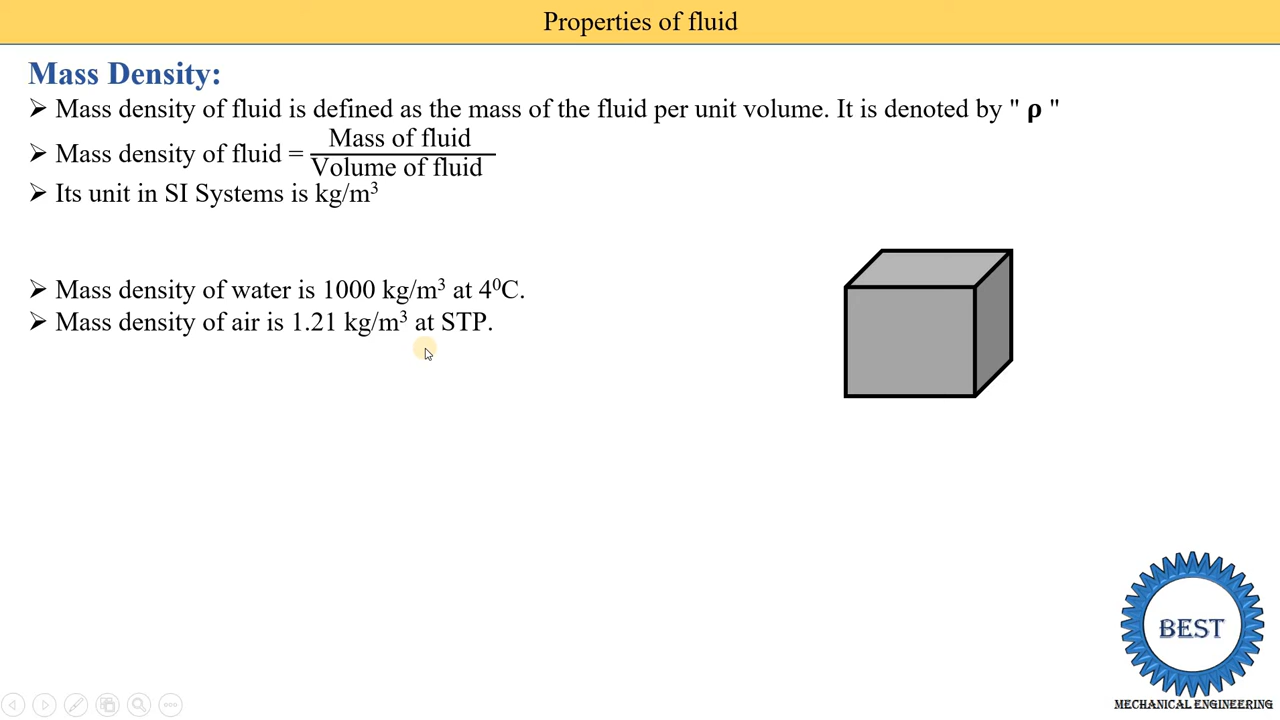 Properties of fluid
Mass Density:
➢ Mass density of fluid is defined as the mass of the fluid per unit volume. It is denoted by " ρ "
➢ Mass density of fluid = Mass of fluid / Volume of fluid
➢ Its unit in SI Systems is kg/m³
➢ Mass density of water is 1000 kg/m³ at 4⁰C.
➢ Mass density of air is 1.21 kg/m³ at STP.
BEST
MECHANICAL ENGINEERING